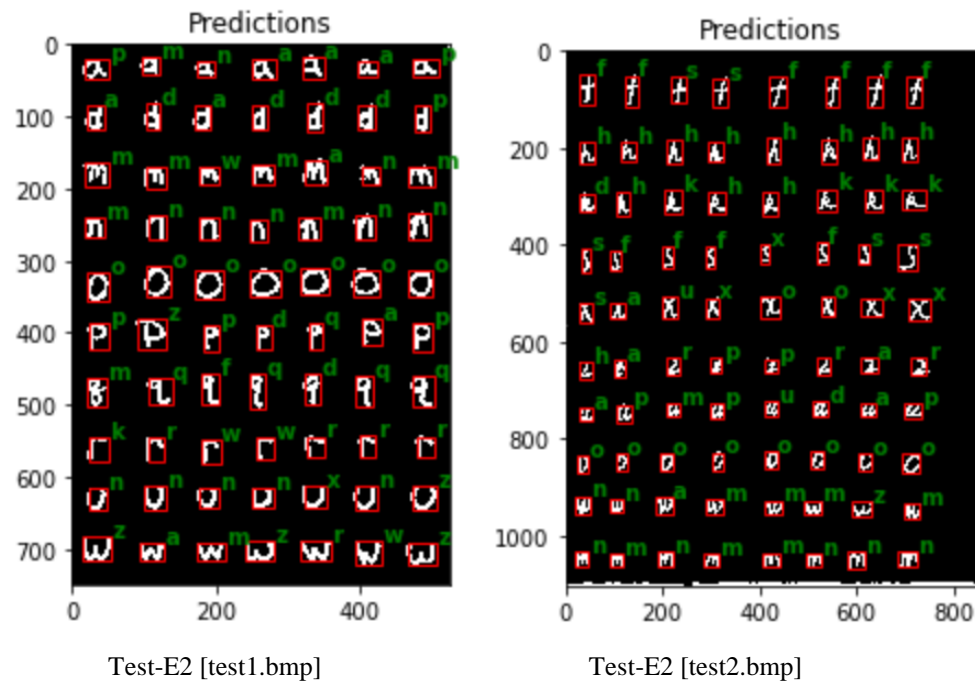 Predictions
0
p m n a a a p
100
a d a d d d p
m m w m a n m
200
m n n n m n n
300
o o o o o o o
400
p z p d q a p
m q f q d q q
500
k r w w r r r
600
n n n n x n z
700
z a m z r w z
0 200 400
Test-E2 [test1.bmp]
Predictions
0
f f s s f f f f
200
h h h h h h h h
d h k h h k k k
400
s f f f x f s s
s a u x o o x x
600
h a r p p r a r
a p r p u d a p
800
o o o o o o o o
n n a m m m z m
1000
n m n m m n n n
0 200 400 600 800
Test-E2 [test2.bmp]